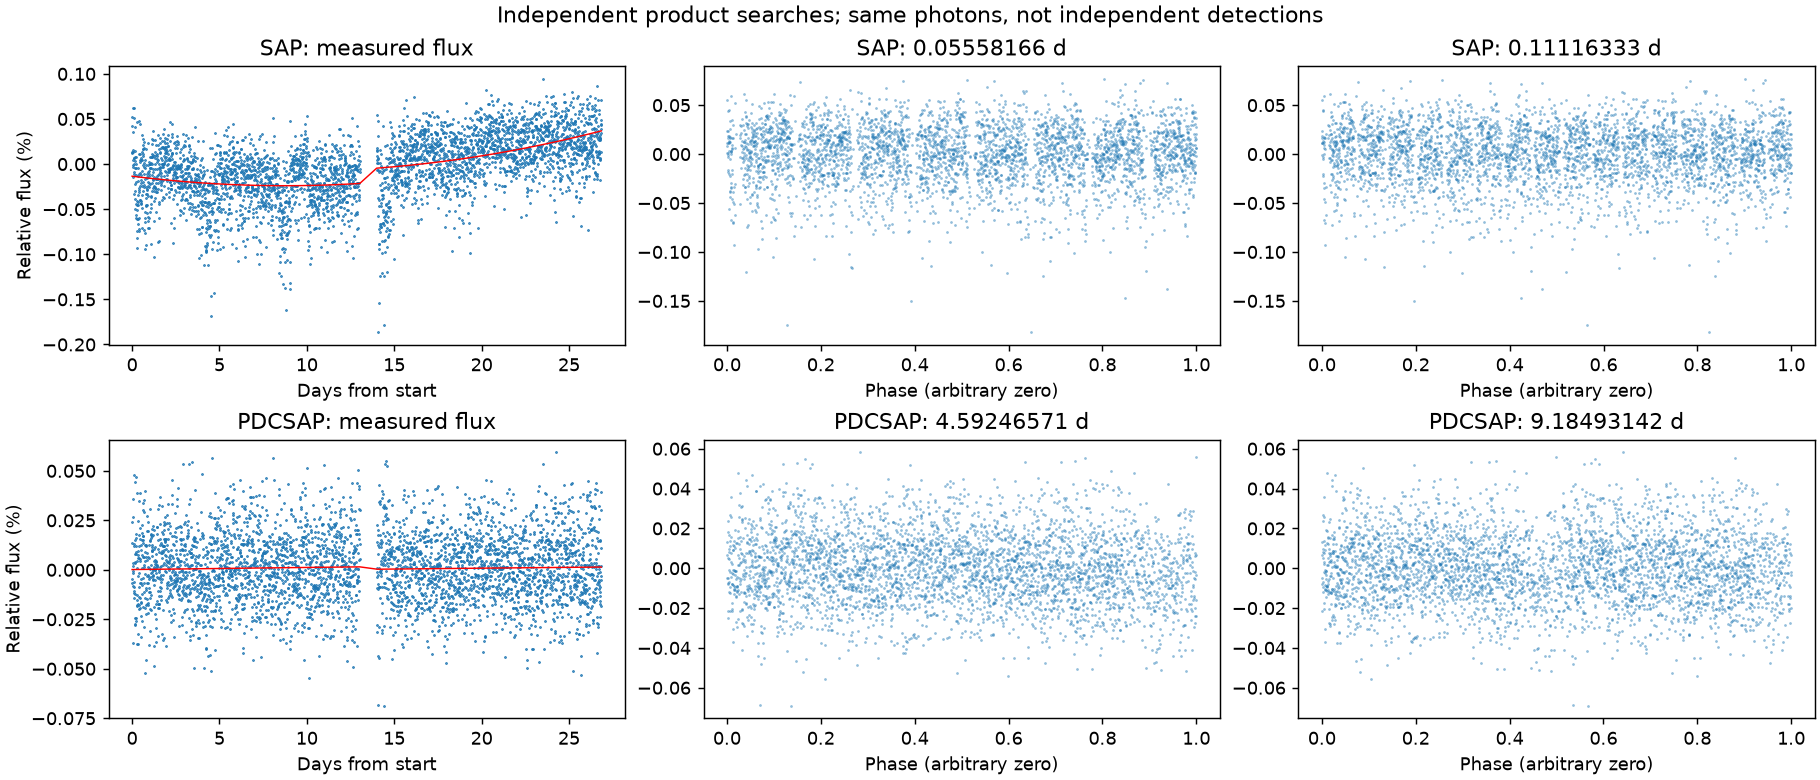 Independent product searches; same photons, not independent detections
SAP: measured flux
SAP: 0.05558166 d
SAP: 0.11116333 d
Relative flux (%)
0.10
0.05
0.00
−0.05
−0.10
−0.15
−0.20
0.05
0.00
−0.05
−0.10
−0.15
0.05
0.00
−0.05
−0.10
−0.15
0 5 10 15 20 25
0.0 0.2 0.4 0.6 0.8 1.0
0.0 0.2 0.4 0.6 0.8 1.0
Days from start
Phase (arbitrary zero)
Phase (arbitrary zero)
PDCSAP: measured flux
PDCSAP: 4.59246571 d
PDCSAP: 9.18493142 d
Relative flux (%)
0.050
0.025
0.000
−0.025
−0.050
−0.075
0.06
0.04
0.02
0.00
−0.02
−0.04
−0.06
0.06
0.04
0.02
0.00
−0.02
−0.04
−0.06
0 5 10 15 20 25
0.0 0.2 0.4 0.6 0.8 1.0
0.0 0.2 0.4 0.6 0.8 1.0
Days from start
Phase (arbitrary zero)
Phase (arbitrary zero)